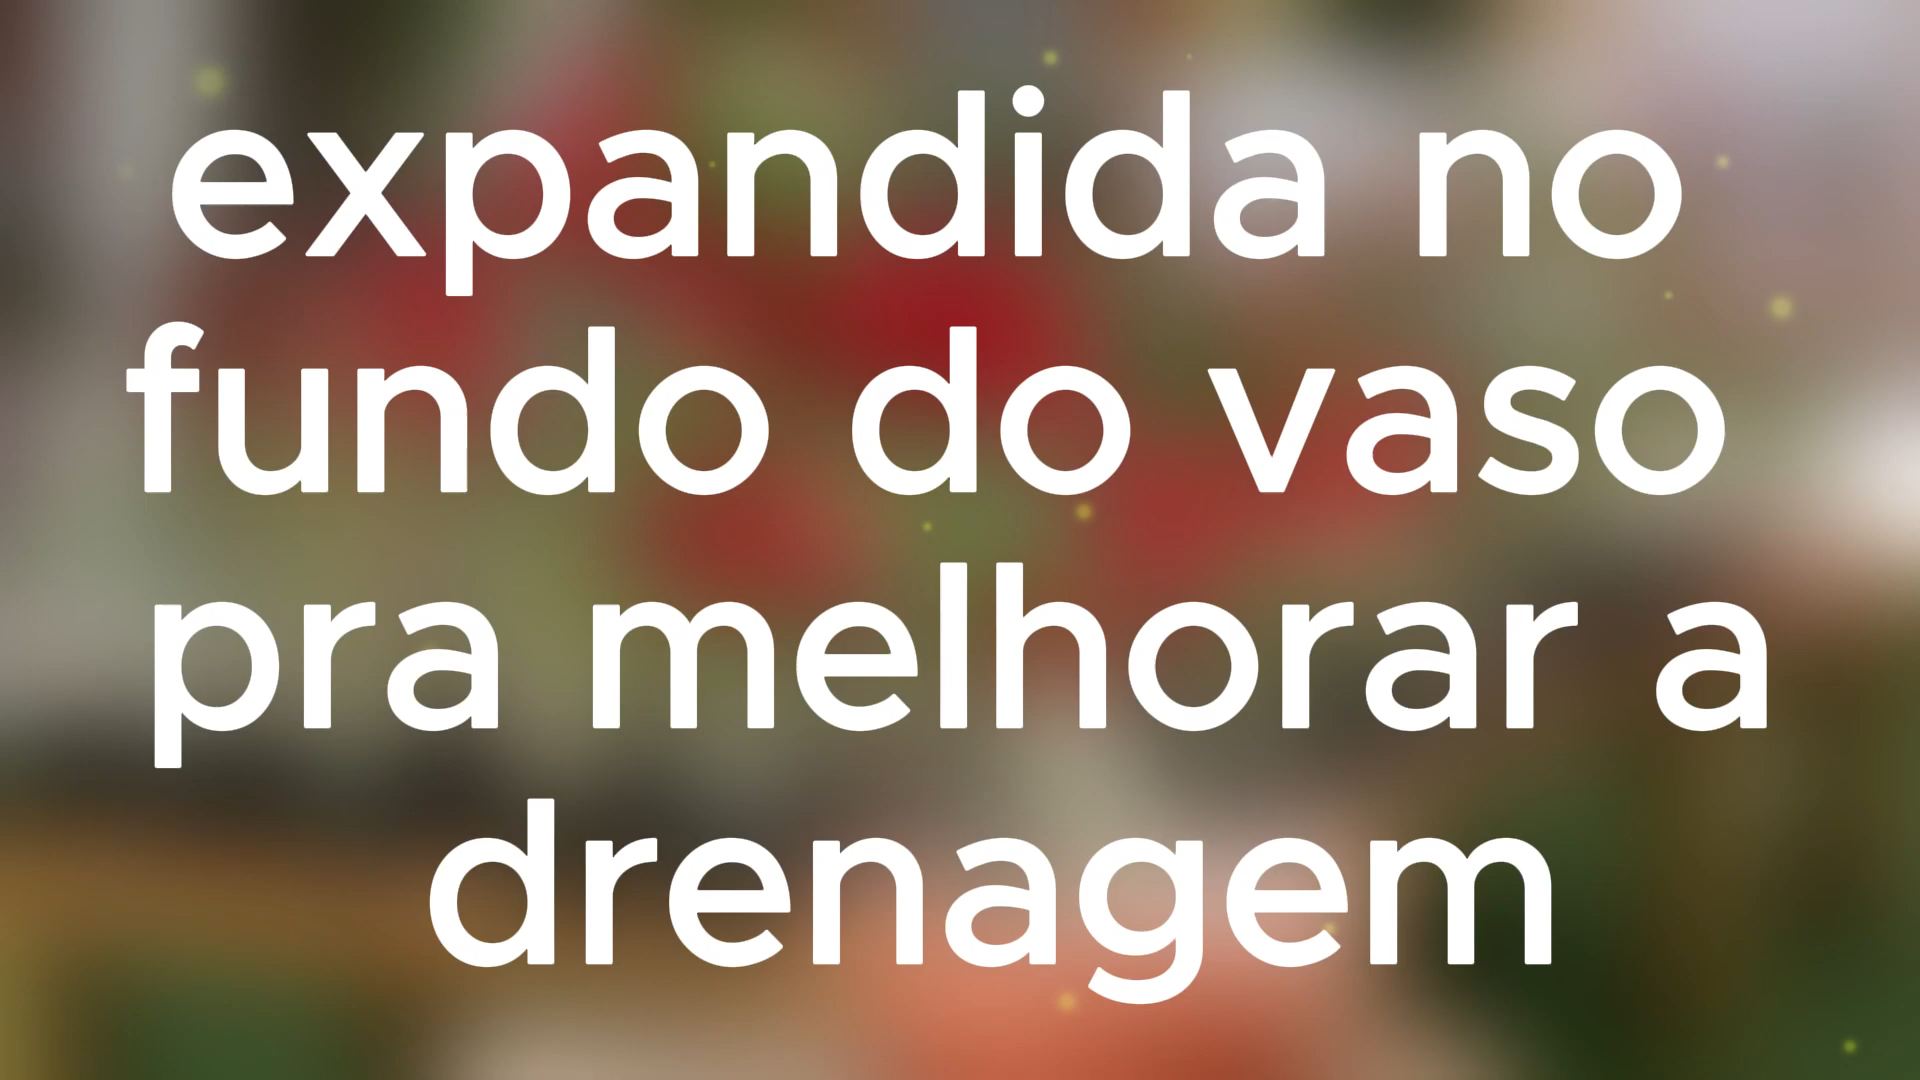 expandida no
fundo do vaso
pra melhorar a
drenagem